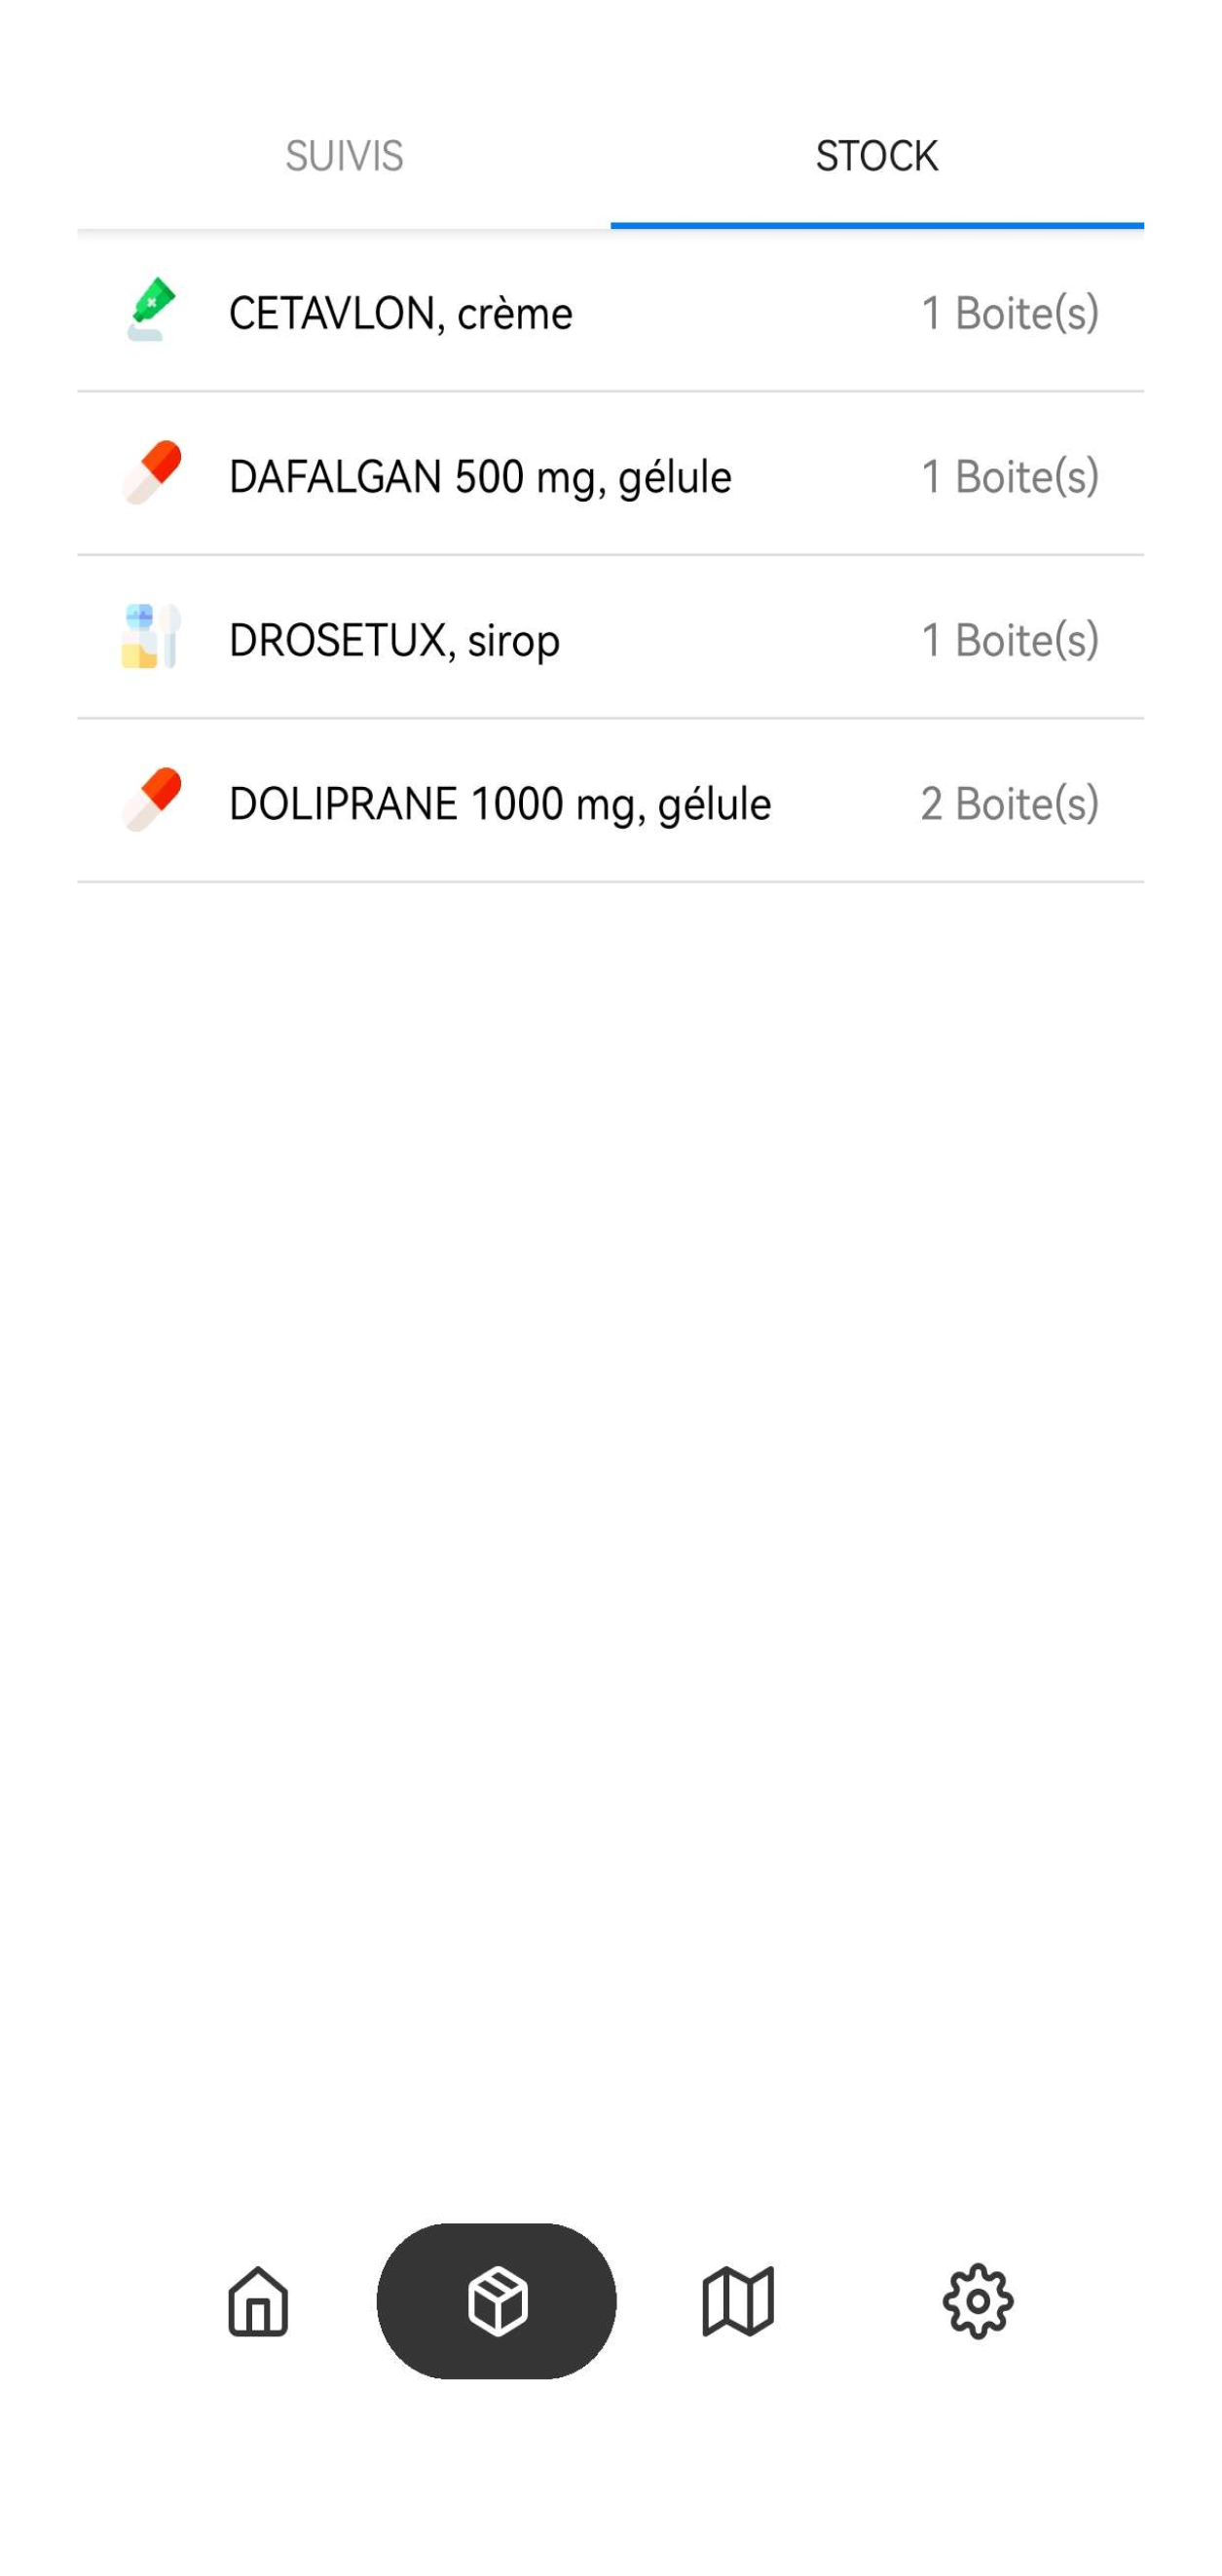 SUIVIS STOCK
CETAVLON, crème 1 Boite(s)
DAFALGAN 500 mg, gélule 1 Boite(s)
DROSETUX, sirop 1 Boite(s)
DOLIPRANE 1000 mg, gélule 2 Boite(s)